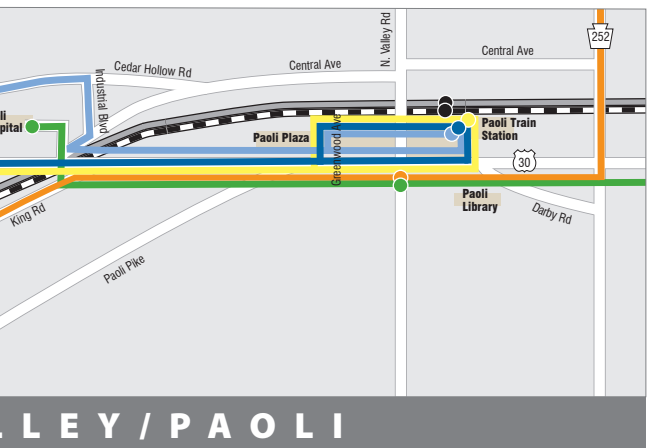 N. Valley Rd
252
Central Ave
Central Ave
Cedar Hollow Rd
Industrial Blvd
li
pital
Paoli Plaza
Greenwood Ave
Paoli Train
Station
30
King Rd
Paoli
Library
Darby Rd
Paoli Pike
LLEY/PAOLI